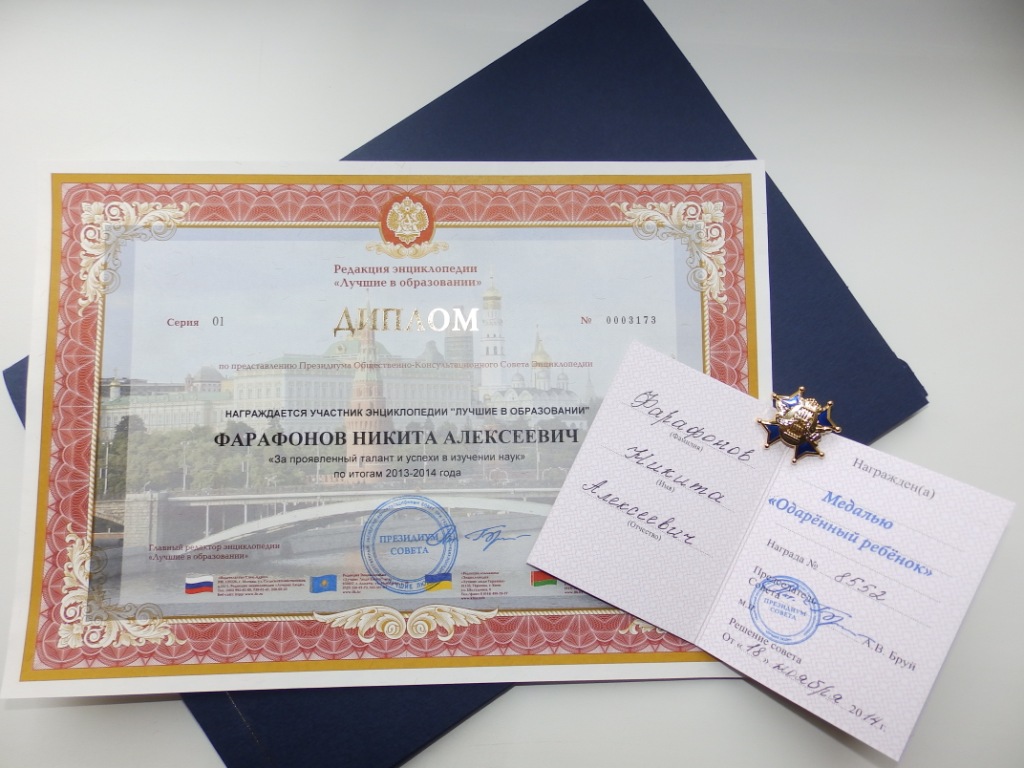 Редакция энциклопедии
«Лучшие в образовании»
ДИПЛОМ
Серия 01
№ 0003173
по представлению Президиума Общественно-Консультационного Совета Энциклопедии
НАГРАЖДАЕТСЯ УЧАСТНИК ЭНЦИКЛОПЕДИИ "ЛУЧШИЕ В ОБРАЗОВАНИИ"
ФАРАФОНОВ НИКИТА АЛЕКСЕЕВИЧ
«За проявленный талант и успехи в изучении наук»
по итогам 2013-2014 года
Главный редактор энциклопедии
«Лучшие в образовании»
ПРЕЗИДИУМ
СОВЕТА
Фарафонов
(Фамилия)
Никита
(Имя)
Алексеевич
(Отчество)
Награжден(а)
Медалью
«Одарённый ребёнок»
Награда № 8552
Председатель
Совета
ПРЕЗИДИУМ
СОВЕТА
М.П.
А.В. Бруй
Решение совета
От «18» ноября 2014 г.